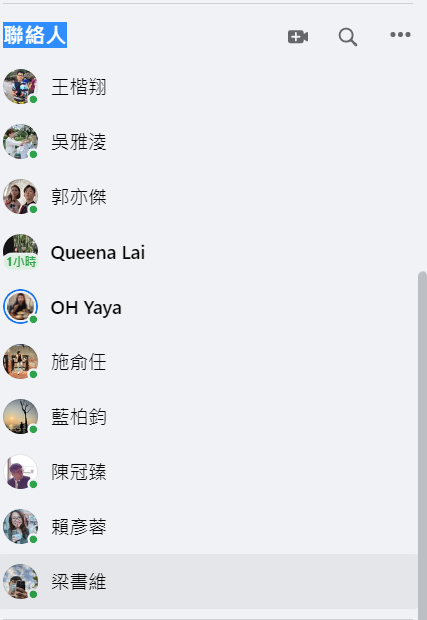 聯絡人
王楷翔
吳雅淩
郭亦傑
1小時
Queena Lai
OH Yaya
施俞任
藍柏鈞
陳冠臻
賴彥蓉
梁書維